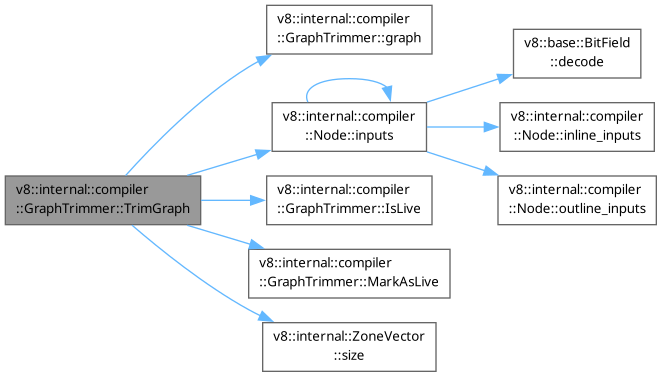 v8::internal::compiler
::GraphTrimmer::TrimGraph
v8::internal::compiler
::GraphTrimmer::graph
v8::internal::compiler
::Node::inputs
v8::internal::compiler
::GraphTrimmer::IsLive
v8::internal::compiler
::GraphTrimmer::MarkAsLive
v8::internal::ZoneVector
::size
v8::base::BitField
::decode
v8::internal::compiler
::Node::inline_inputs
v8::internal::compiler
::Node::outline_inputs